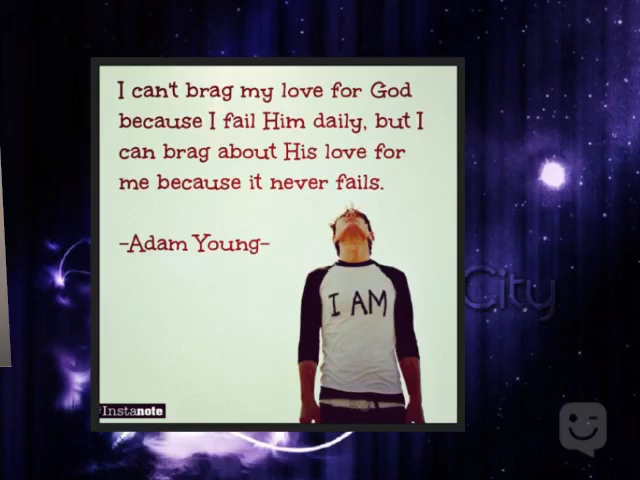 I can't brag my love for God
because I fail Him daily, but I
can brag about His love for
me because it never fails.
-Adam Young-
I AM
City
Instanote